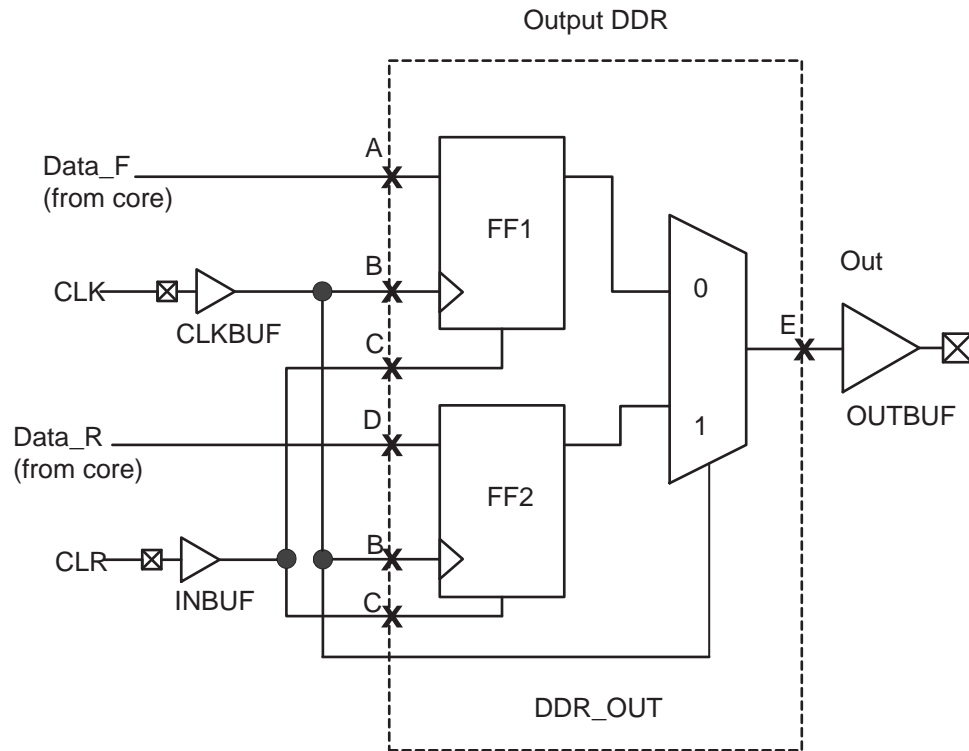 Output DDR
A
Data_F
(from core)
FF1
B
CLK
CLKBUF
0
Out
C
E
OUTBUF
D
Data_R
(from core)
1
FF2
B
CLR
INBUF
C
DDR_OUT